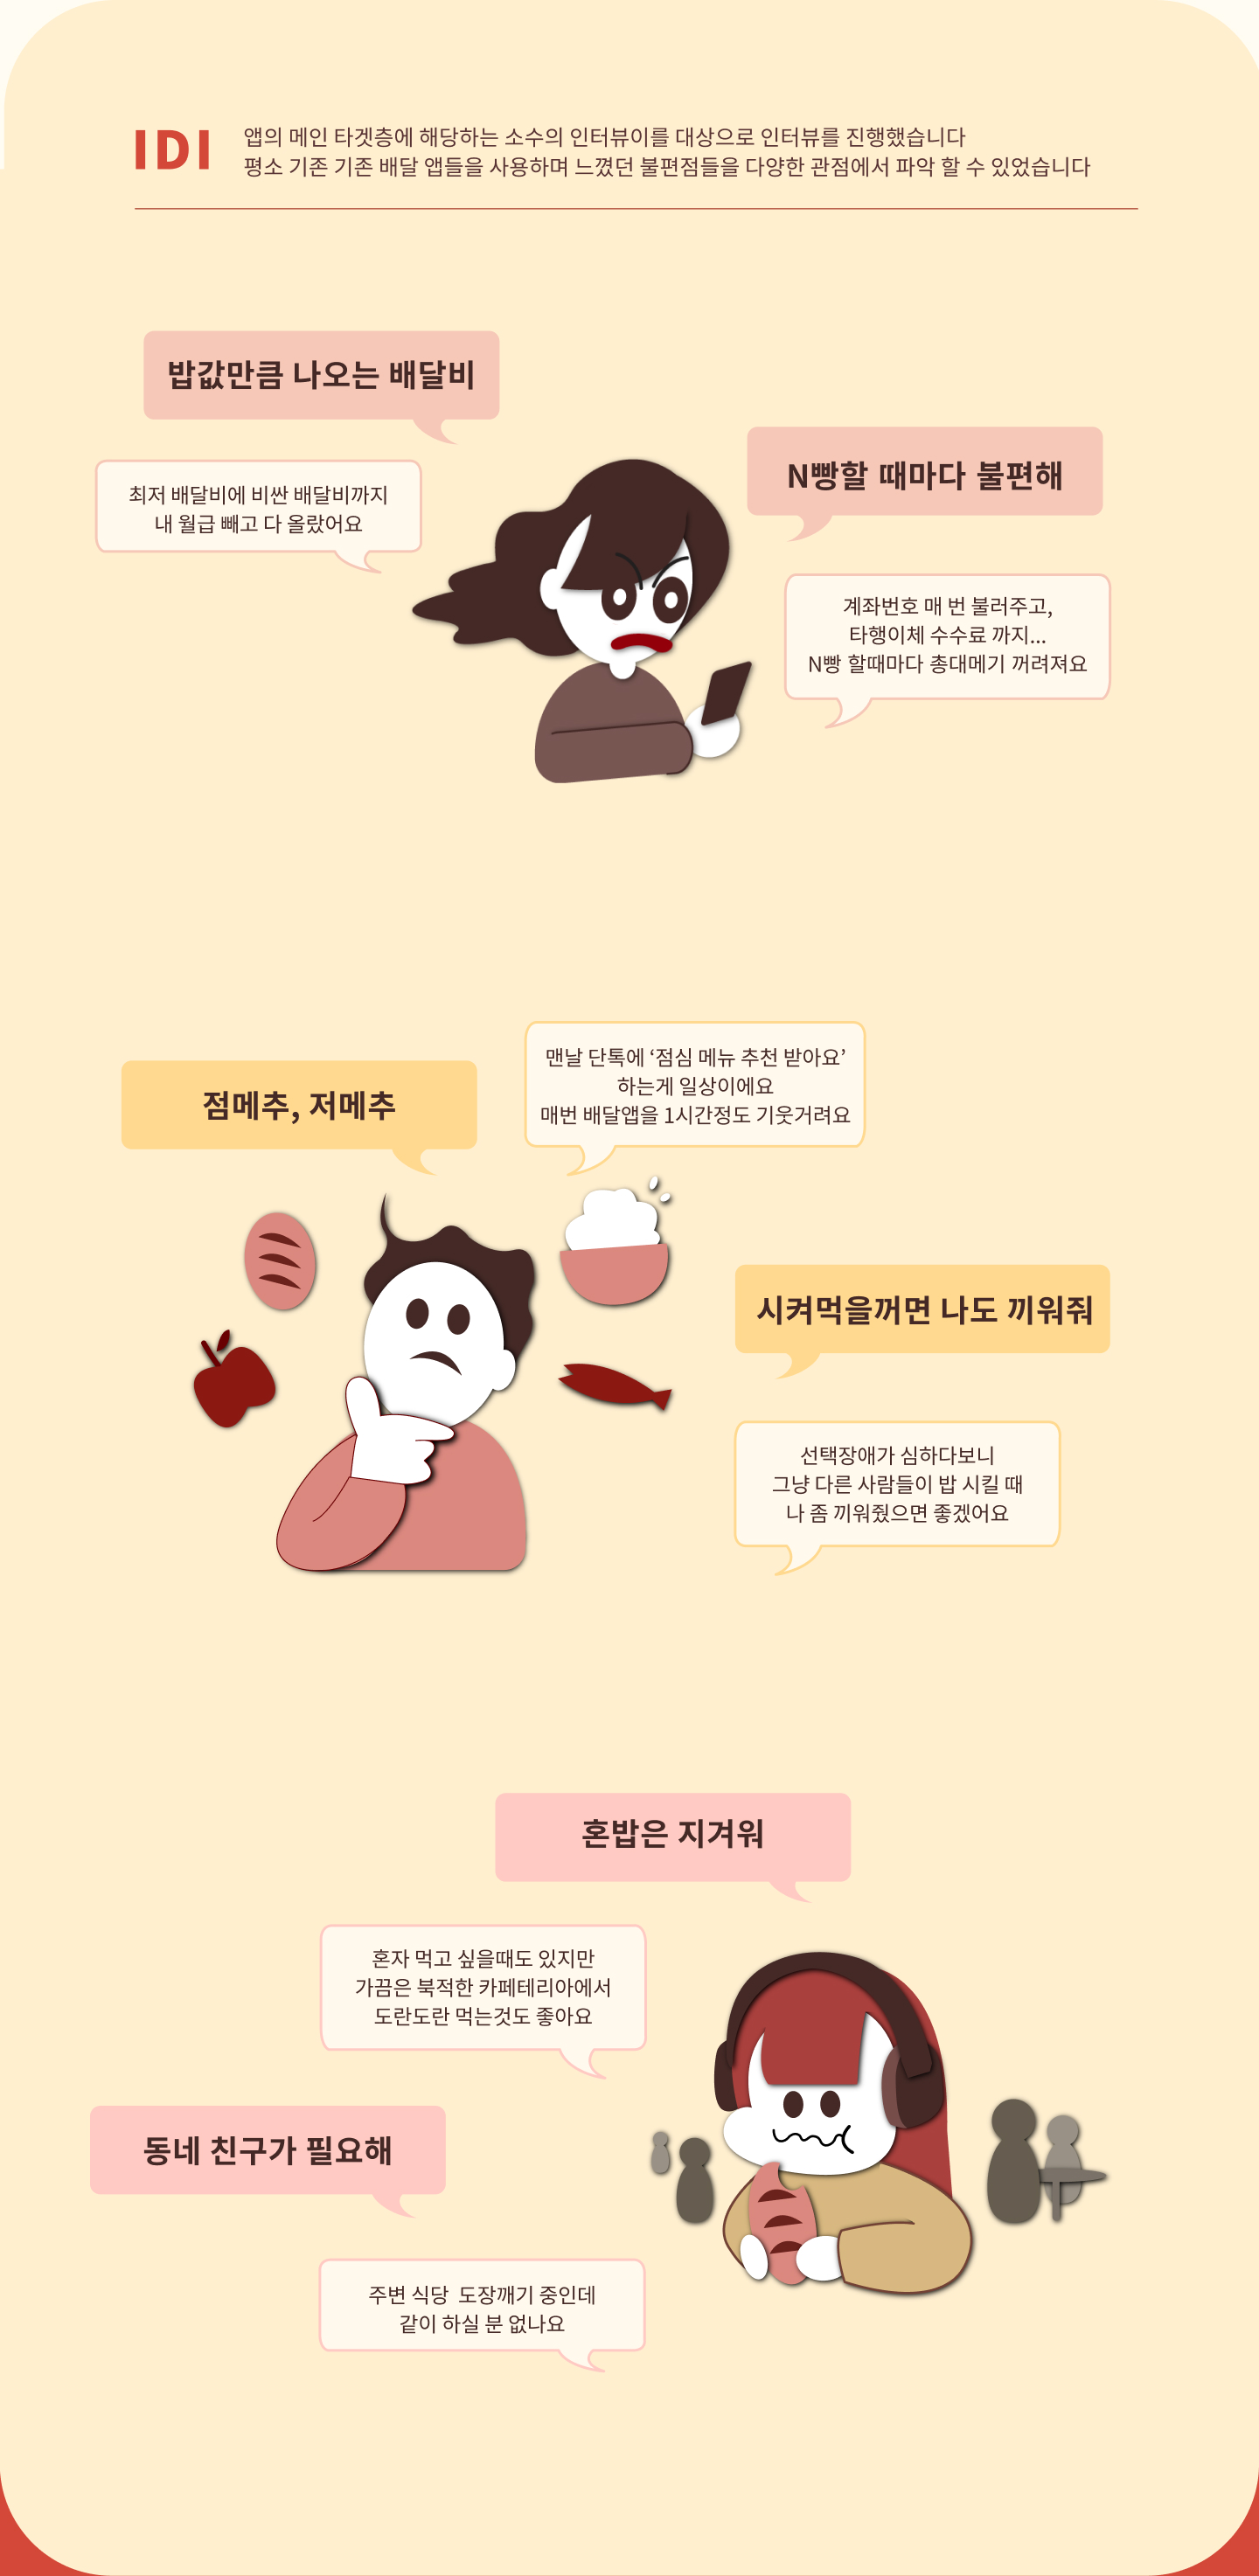 IDI
앱의 메인 타겟층에 해당하는 소수의 인터뷰이를 대상으로 인터뷰를 진행했습니다
평소 기존 기존 배달 앱들을 사용하며 느꼈던 불편점들을 다양한 관점에서 파악 할 수 있었습니다
밥값만큼 나오는 배달비
최저 배달비에 비싼 배달비까지
내 월급 빼고 다 올랐어요
N빵할 때마다 불편해
계좌번호 매 번 불러주고,
타행이체 수수료 까지...
N빵 할때마다 총대메기 꺼려져요
점메추, 저메추
맨날 단톡에 ‘점심 메뉴 추천 받아요’
하는게 일상이에요
매번 배달앱을 1시간정도 기웃거려요
시켜먹을꺼면 나도 끼워줘
선택장애가 심하다보니
그냥 다른 사람들이 밥 시킬 때
나 좀 끼워줬으면 좋겠어요
혼밥은 지겨워
혼자 먹고 싶을때도 있지만
가끔은 북적한 카페테리아에서
도란도란 먹는것도 좋아요
동네 친구가 필요해
주변 식당 도장깨기 중인데
같이 하실 분 없나요